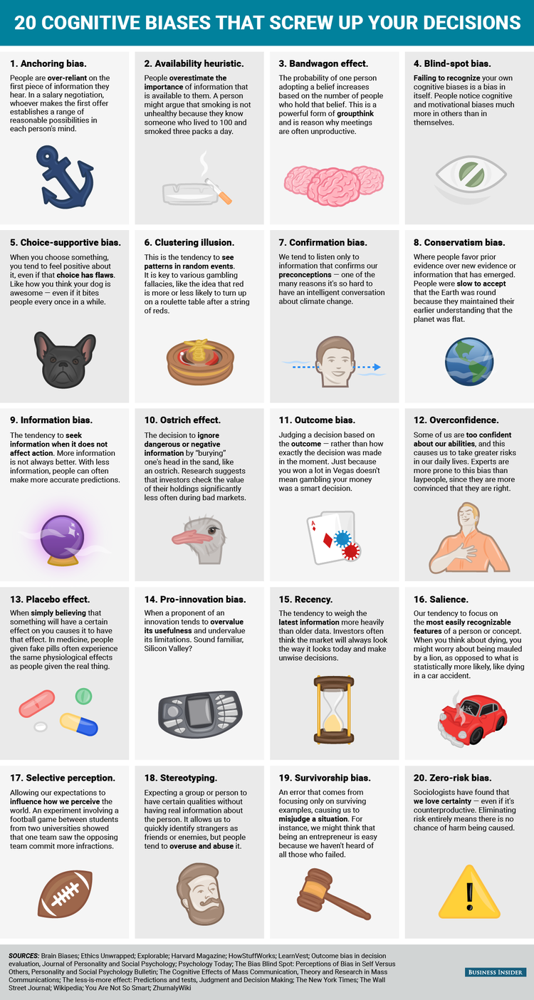 20 COGNITIVE BIASES THAT SCREW UP YOUR DECISIONS
1. Anchoring bias.
People are over-reliant on the
first piece of information they
hear. In a salary negotiation,
whoever makes the first offer
establishes a range of
reasonable possibilities in
each person's mind.
2. Availability heuristic.
People overestimate the
importance of information that
is available to them. A person
might argue that smoking is not
unhealthy because they know
someone who lived to 100 and
smoked three packs a day.
3. Bandwagon effect.
The probability of one person
adopting a belief increases
based on the number of people
who hold that belief. This is a
powerful form of groupthink
and is reason why meetings
are often unproductive.
4. Blind-spot bias.
Failing to recognize your own
cognitive biases is a bias in
itself. People notice cognitive
and motivational biases much
more in others than in
themselves.
5. Choice-supportive bias.
When you choose something,
you tend to feel positive about
it, even if that choice has flaws.
Like how you think your dog is
awesome — even if it bites
people every once in a while.
6. Clustering illusion.
This is the tendency to see
patterns in random events.
It is key to various gambling
fallacies, like the idea that red
is more or less likely to turn up
on a roulette table after a string
of reds.
7. Confirmation bias.
We tend to listen only to
information that confirms our
preconceptions — one of the
many reasons it's so hard to
have an intelligent conversation
about climate change.
8. Conservatism bias.
Where people favor prior
evidence over new evidence or
information that has emerged.
People were slow to accept
that the Earth was round
because they maintained their
earlier understanding that the
planet was flat.
9. Information bias.
The tendency to seek
information when it does not
affect action. More information
is not always better. With less
information, people can often
make more accurate predictions.
10. Ostrich effect.
The decision to ignore
dangerous or negative
information by “burying”
one's head in the sand, like
an ostrich. Research suggests
that investors check the value
of their holdings significantly
less often during bad markets.
11. Outcome bias.
Judging a decision based on
the outcome — rather than how
exactly the decision was made
in the moment. Just because
you won a lot in Vegas doesn't
mean gambling your money
was a smart decision.
A
12. Overconfidence.
Some of us are too confident
about our abilities, and this
causes us to take greater risks
in our daily lives. Experts are
more prone to this bias than
laypeople, since they are more
convinced that they are right.
13. Placebo effect.
When simply believing that
something will have a certain
effect on you causes it to have
that effect. In medicine, people
given fake pills often experience
the same physiological effects
as people given the real thing.
14. Pro-innovation bias.
When a proponent of an
innovation tends to overvalue
its usefulness and undervalue
its limitations. Sound familiar,
Silicon Valley?
15. Recency.
The tendency to weigh the
latest information more heavily
than older data. Investors often
think the market will always look
the way it looks today and make
unwise decisions.
16. Salience.
Our tendency to focus on
the most easily recognizable
features of a person or concept.
When you think about dying, you
might worry about being mauled
by a lion, as opposed to what is
statistically more likely, like dying
in a car accident.
17. Selective perception.
Allowing our expectations to
influence how we perceive the
world. An experiment involving a
football game between students
from two universities showed
that one team saw the opposing
team commit more infractions.
18. Stereotyping.
Expecting a group or person to
have certain qualities without
having real information about
the person. It allows us to
quickly identify strangers as
friends or enemies, but people
tend to overuse and abuse it.
19. Survivorship bias.
An error that comes from
focusing only on surviving
examples, causing us to
misjudge a situation. For
instance, we might think that
being an entrepreneur is easy
because we haven't heard of
all those who failed.
20. Zero-risk bias.
Sociologists have found that
we love certainty — even if it's
counterproductive. Eliminating
risk entirely means there is no
chance of harm being caused.
SOURCES: Brain Biases; Ethics Unwrapped; Explorable; Harvard Magazine; HowStuffWorks; LearnVest; Outcome bias in decision
evaluation, Journal of Personality and Social Psychology; Psychology Today; The Bias Blind Spot: Perceptions of Bias in Self Versus
Others, Personality and Social Psychology Bulletin; The Cognitive Effects of Mass Communication, Theory and Research in Mass
Communications; The less-is-more effect: Predictions and tests, Judgment and Decision Making; The New York Times; The Wall
Street Journal; Wikipedia; You Are Not So Smart; ZhurnalyWiki
BUSINESS INSIDER